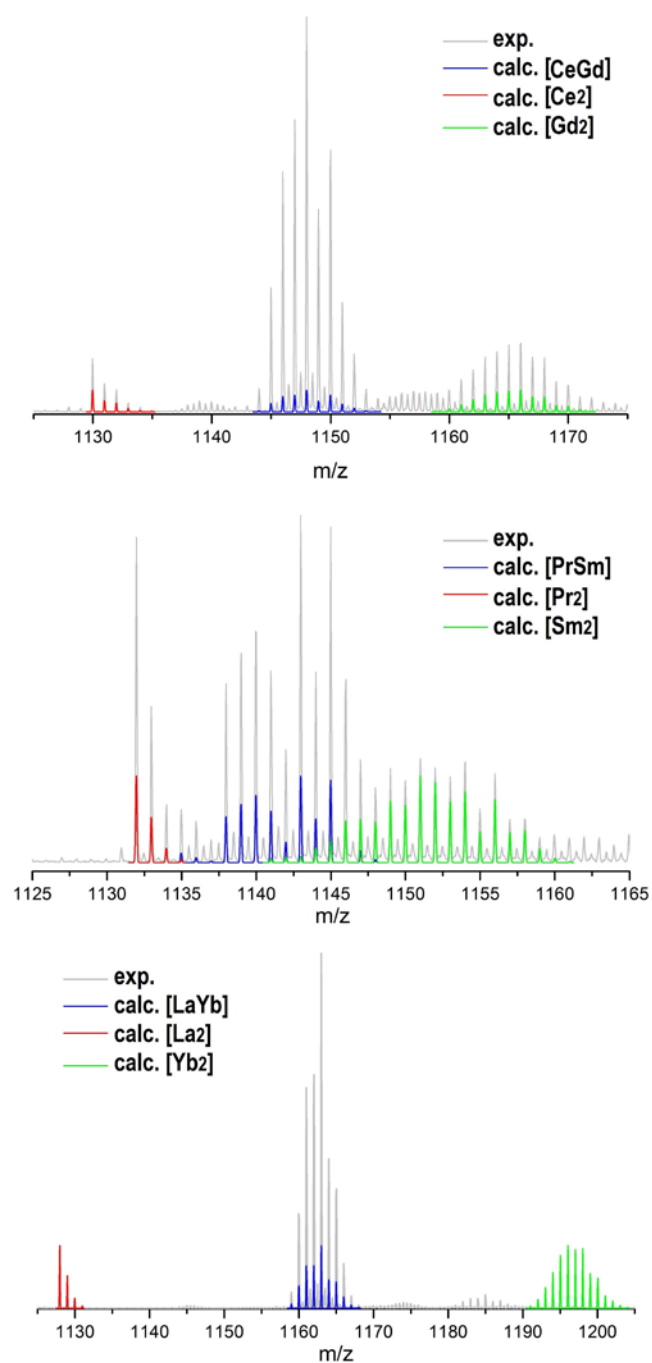 exp.
calc. [CeGd]
calc. [Ce2]
calc. [Gd2]
1130 1140 1150 1160 1170
m/z
exp.
calc. [PrSm]
calc. [Pr2]
calc. [Sm2]
1125 1130 1135 1140 1145 1150 1155 1160 1165
m/z
exp.
calc. [LaYb]
calc. [La2]
calc. [Yb2]
1130 1140 1150 1160 1170 1180 1190 1200
m/z